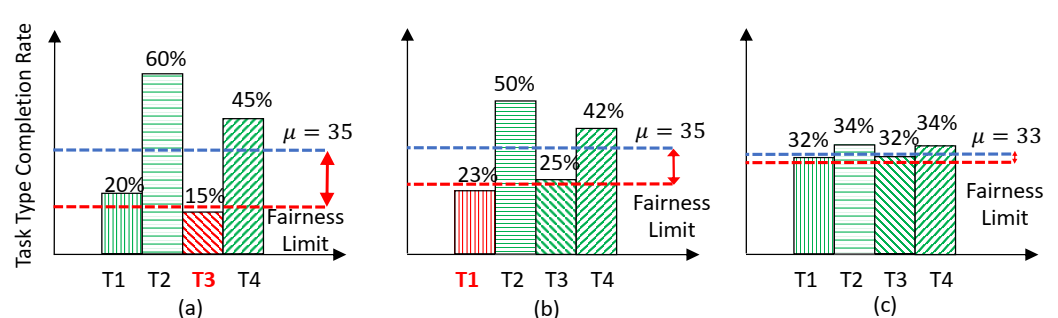 Task Type Completion Rate
60%
45%
20%
15%
μ = 35
Fairness
Limit
T1 T2 T3 T4
(a)
50%
42%
23%
25%
μ = 35
Fairness
Limit
T1 T2 T3 T4
(b)
32% 34% 32% 34%
μ = 33
Fairness
Limit
T1 T2 T3 T4
(c)